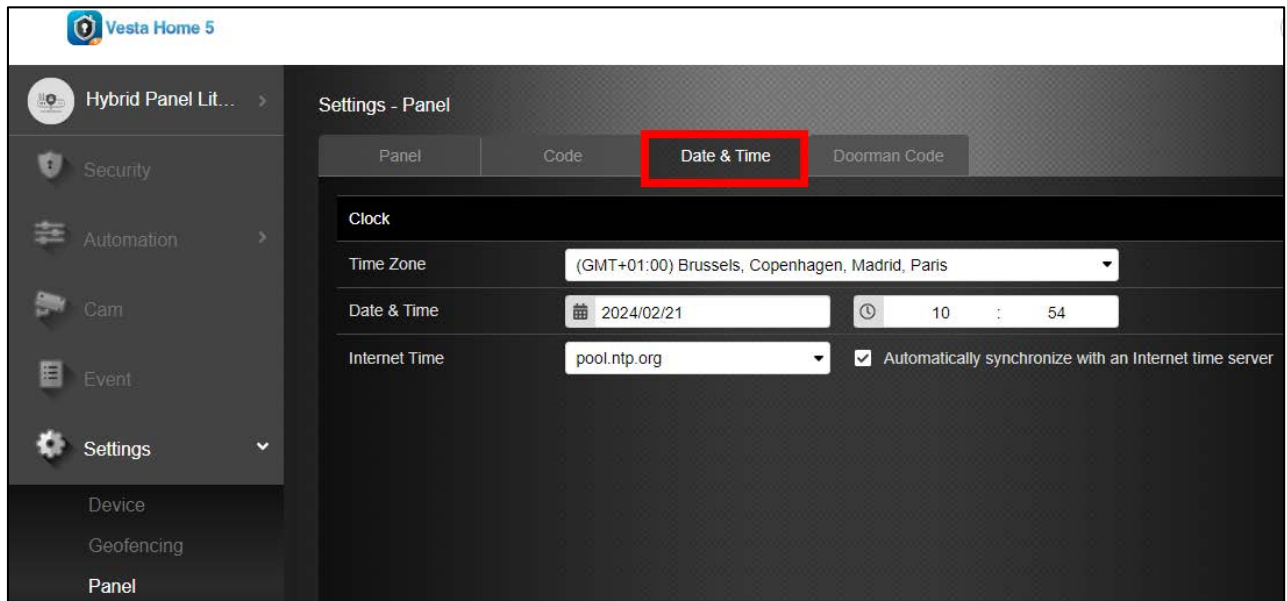 Vesta Home 5
Hybrid Panel Lit...
Security
Automation
Cam
Event
Settings
Device
Geofencing
Panel
Settings - Panel
Panel Code Date & Time Doorman Code
Clock
Time Zone (GMT+01:00) Brussels, Copenhagen, Madrid, Paris
Date & Time 2024/02/21 10 : 54
Internet Time pool.ntp.org Automatically synchronize with an Internet time server